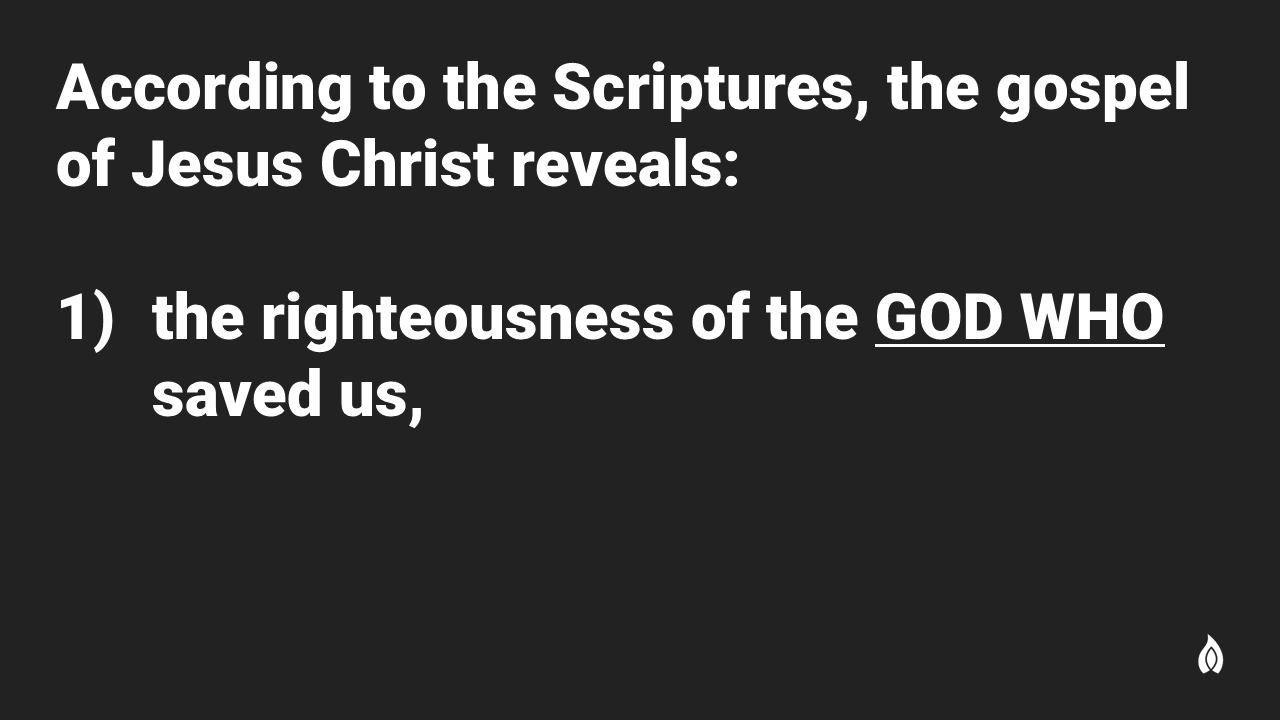 According to the Scriptures, the gospel
of Jesus Christ reveals:
1) the righteousness of the GOD WHO
saved us,